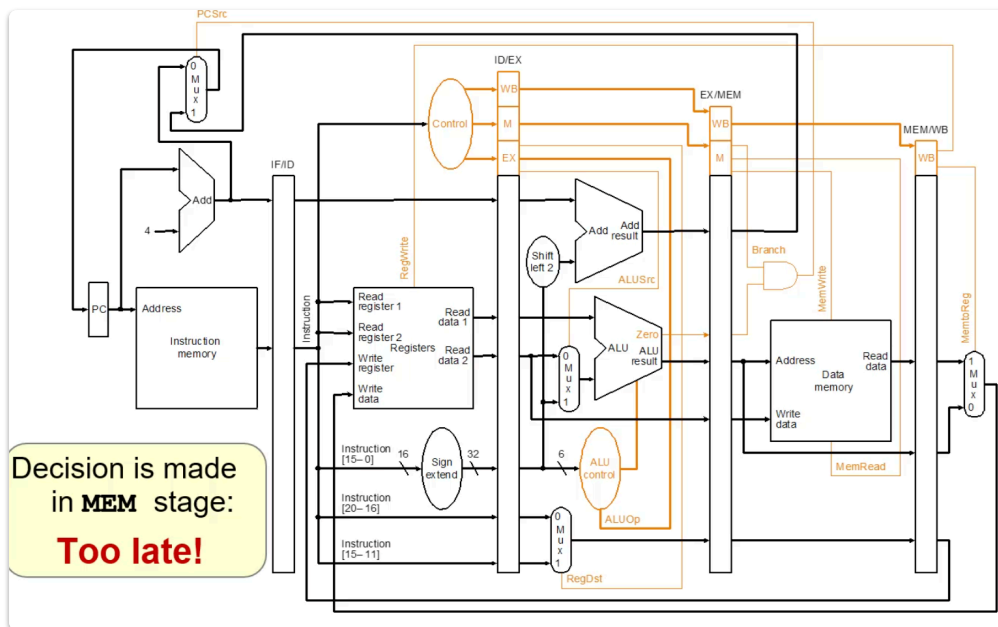 PCSrc
0
M
u
x
1
ID/EX
WB
EX/MEM
Control
M
WB
MEM/WB
EX
M
WB
IF/ID
Add
4
Add
Add
result
Shift
left 2
ALUSrc
Branch
RegWrite
MemWrite
MemtoReg
PC
Address
Instruction
memory
Instruction
Read
register 1
Read
register 2
Write
register
Write
data
Registers
Read
data 1
Read
data 2
0
M
u
x
1
Zero
ALU
ALU
result
Address
Write
data
Data
memory
Read
data
1
M
u
x
0
MemRead
Instruction
[15–0]
16
Sign
extend
32
6
ALU
control
ALUOp
Instruction
[20–16]
Instruction
[15–11]
0
M
u
x
1
RegDst
Decision is made
in MEM stage:
Too late!